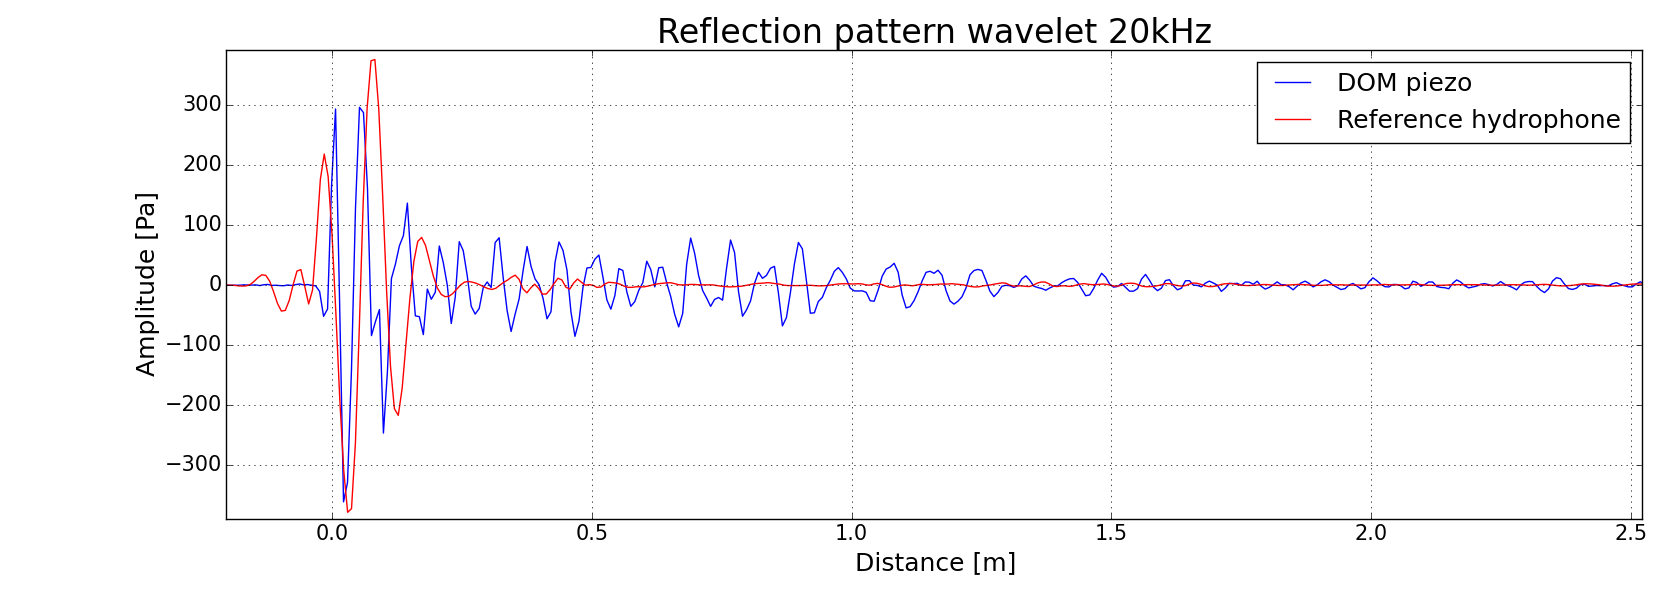 Reflection pattern wavelet 20kHz
DOM piezo
Reference hydrophone
Amplitude [Pa]
300
200
100
0
−100
−200
−300
0.0 0.5 1.0 1.5 2.0 2.5
Distance [m]